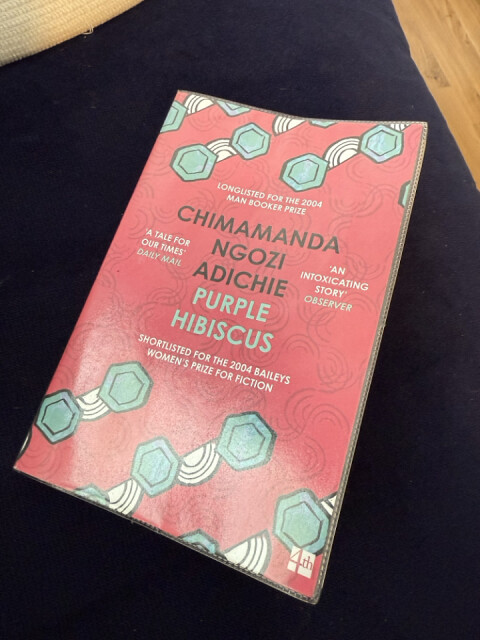 LONGLISTED FOR THE 2004
MAN BOOKER PRIZE
CHIMAMANDA
NGOZI
ADICHIE
PURPLE
HIBISCUS
'A TALE FOR
OUR TIMES'
DAILY MAIL
'AN
INTOXICATING
STORY'
OBSERVER
SHORTLISTED FOR THE 2004 BAILEYS
WOMEN'S PRIZE FOR FICTION
4th